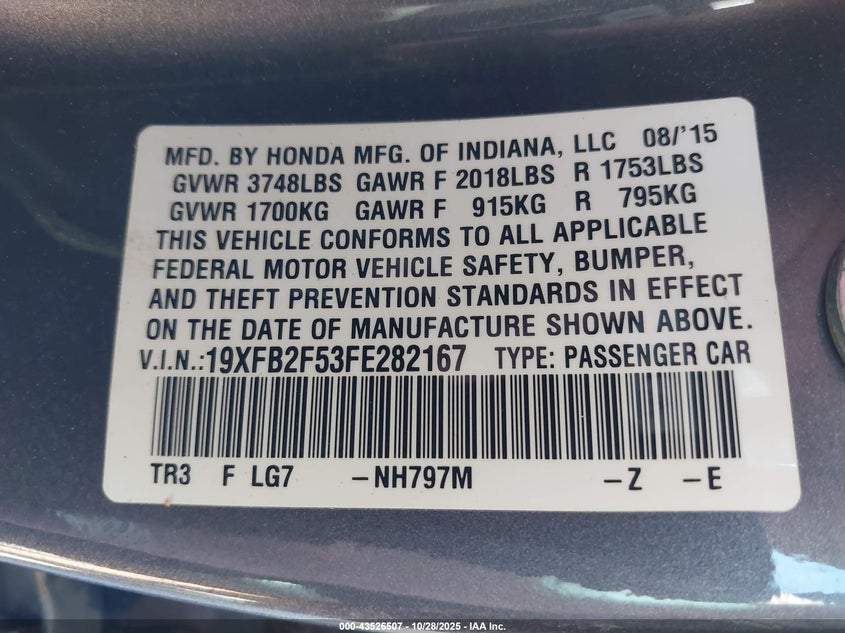 MFD. BY HONDA MFG. OF INDIANA, LLC 08/'15
GVWR 3748LBS GAWR F 2018LBS R 1753LBS
GVWR 1700KG GAWR F 915KG R 795KG
THIS VEHICLE CONFORMS TO ALL APPLICABLE
FEDERAL MOTOR VEHICLE SAFETY, BUMPER,
AND THEFT PREVENTION STANDARDS IN EFFECT
ON THE DATE OF MANUFACTURE SHOWN ABOVE.
V.I.N.:19XFB2F53FE282167 TYPE: PASSENGER CAR
TR3 F LG7 -NH797M -Z -E
000-43526507 - 10/28/2025 - IAA Inc.